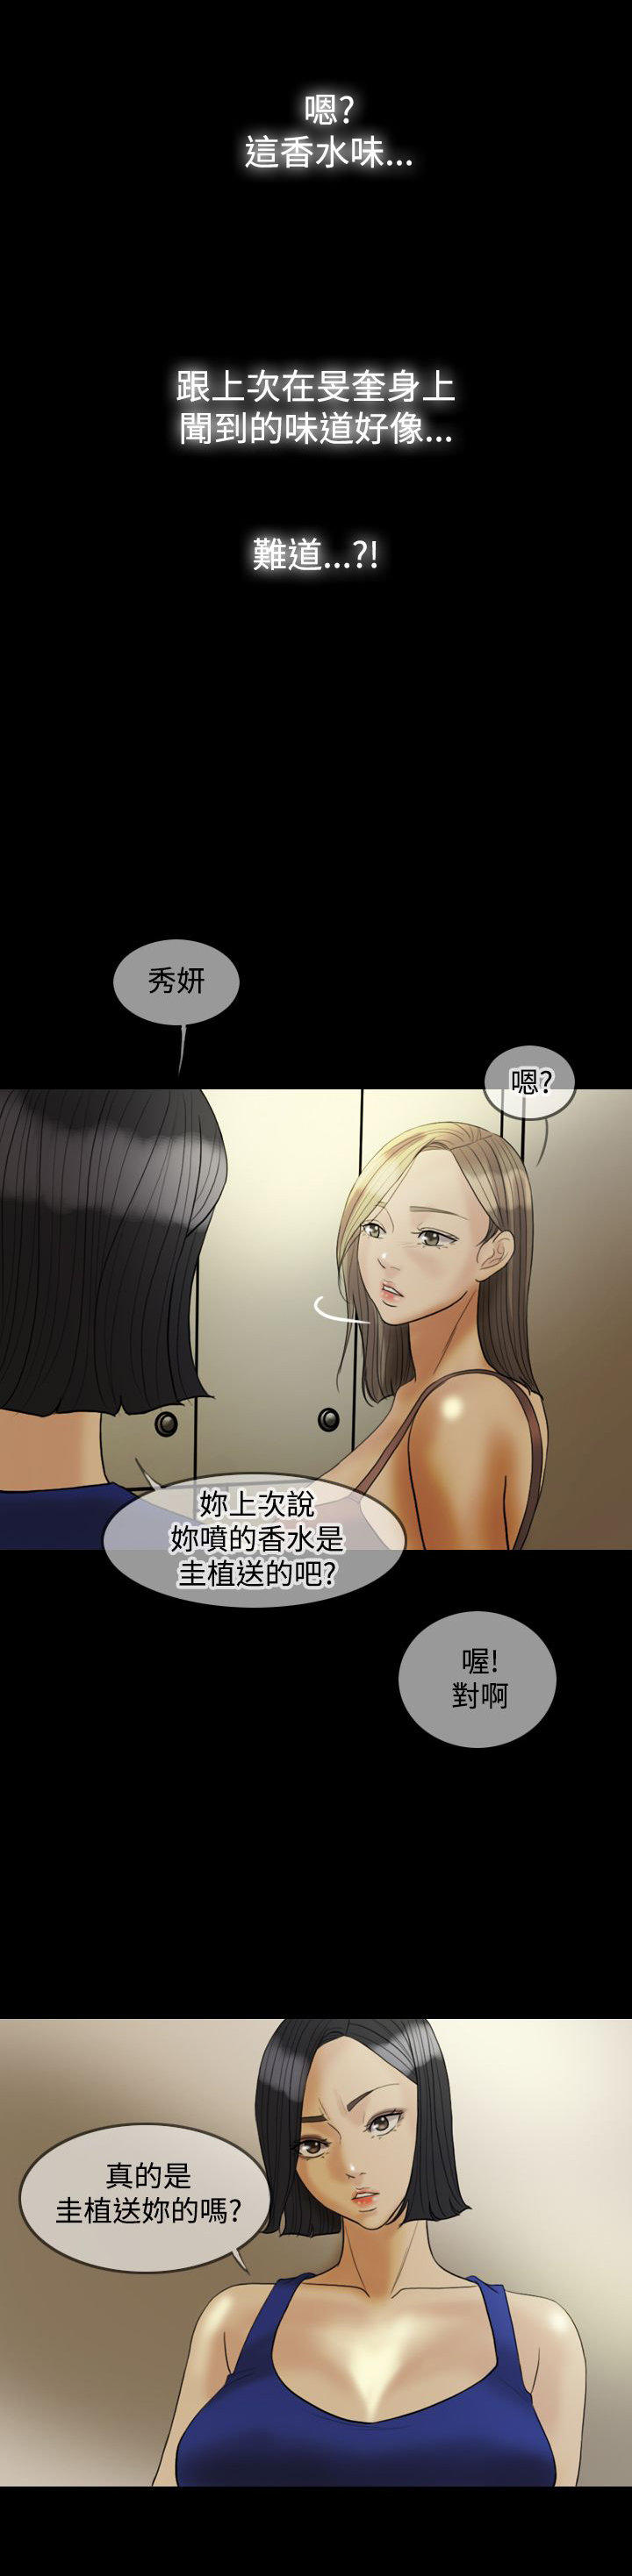 嗯?
這香水味...
跟上次在旻奎身上
聞到的味道好像...
難道...?!
秀妍
嗯?
妳上次說
妳噴的香水是
圭植送的吧?
喔!
對啊
真的是
圭植送妳的嗎?